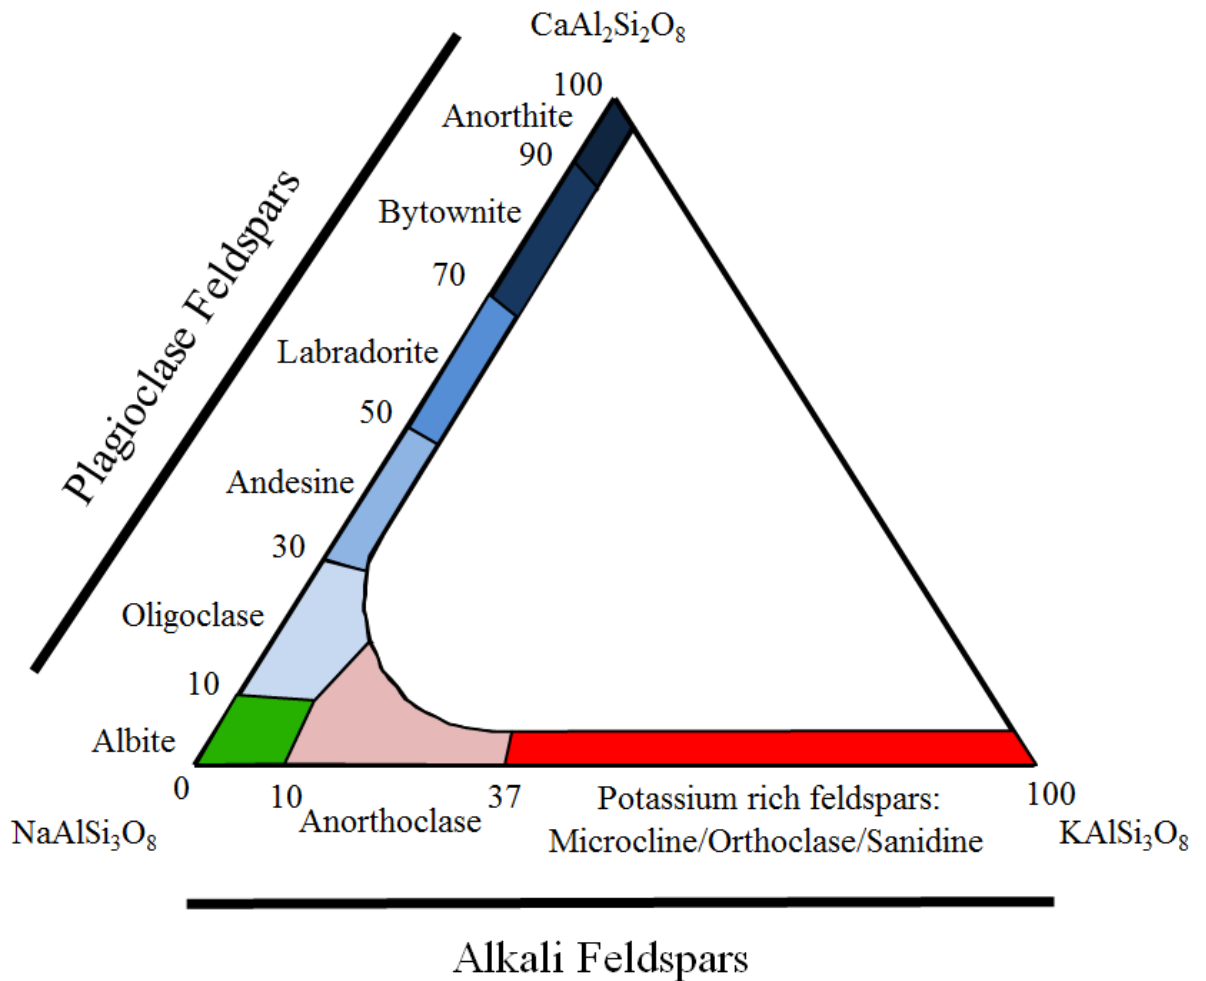 CaAl₂Si₂O₈
100
Anorthite
90
Bytownite
70
Plagioclase Feldspars
Labradorite
50
Andesine
30
Oligoclase
10
Albite
0
10
37
100
NaAlSi₃O₈
Anorthoclase
Potassium rich feldspars:
Microcline/Orthoclase/Sanidine
KAlSi₃O₈
Alkali Feldspars